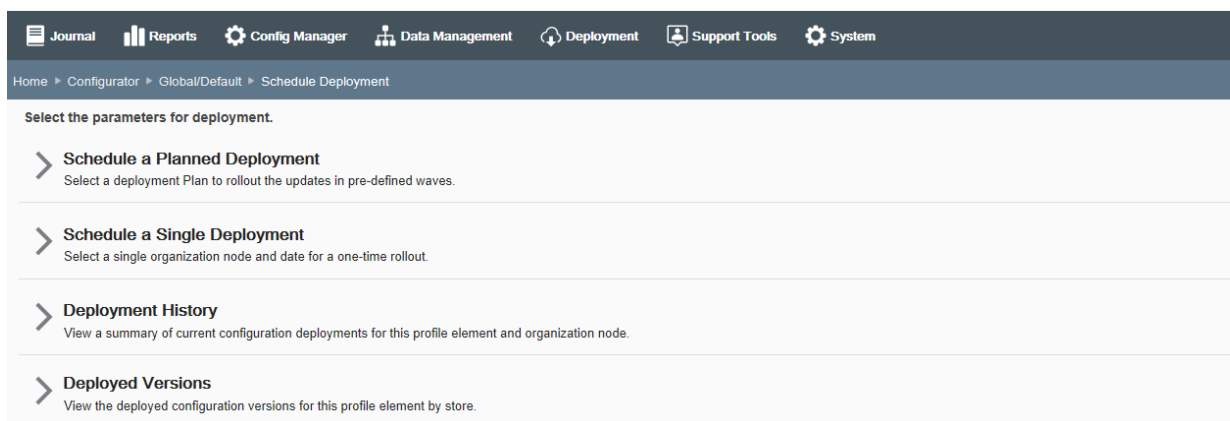 Journal Reports Config Manager Data Management Deployment Support Tools System
Home Configurator Global/Default Schedule Deployment
Select the parameters for deployment.
Schedule a Planned Deployment
Select a deployment Plan to rollout the updates in pre-defined waves.
Schedule a Single Deployment
Select a single organization node and date for a one-time rollout.
Deployment History
View a summary of current configuration deployments for this profile element and organization node.
Deployed Versions
View the deployed configuration versions for this profile element by store.